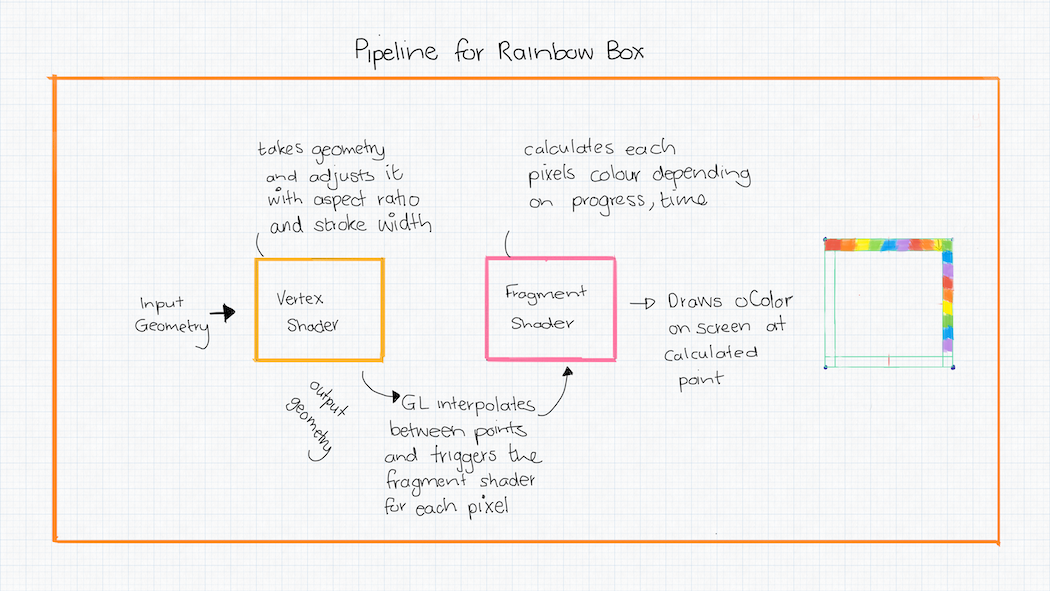 Pipeline for Rainbow Box
takes geometry
and adjusts it
with aspect ratio
and stroke width
calculates each
pixels colour depending
on progress, time
Input
Geometry
Vertex
Shader
Fragment
Shader
Draws oColor
on screen at
calculated
point
output
geometry
GL interpolates
between points
and triggers the
fragment shader
for each pixel